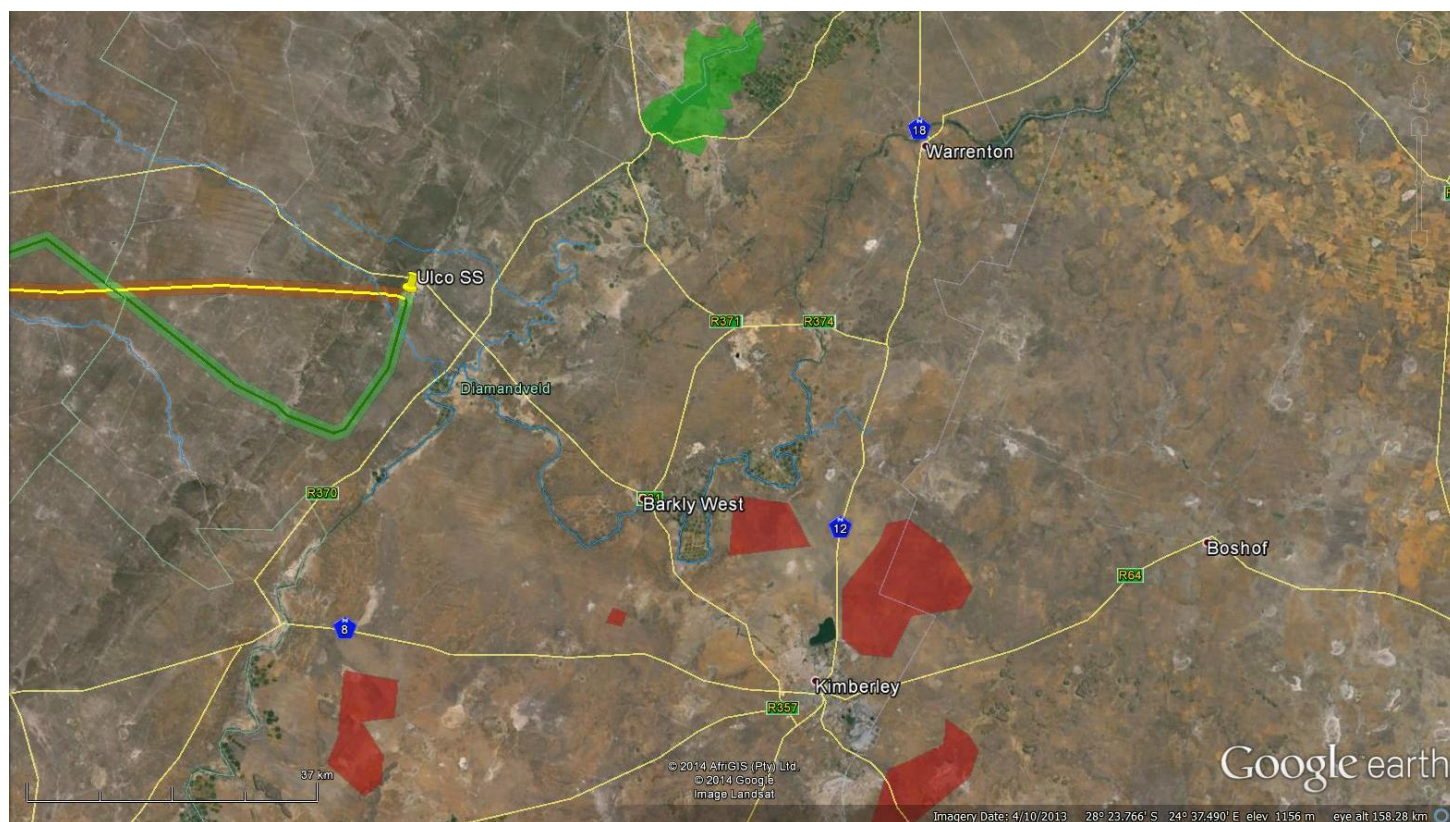 18
Warrenton
Ulco SS
R371
R374
Diamandveld
R370
Barkly West
12
Boshof
R64
8
Kimberley
R357
37 km
© 2014 AfriGIS (Pty) Ltd.
© 2014 Google
Image Landsat
Google earth
Imagery Date: 4/10/2013 28° 23.766' S 24° 37.490' E elev 1156 m eye alt 158.28 km